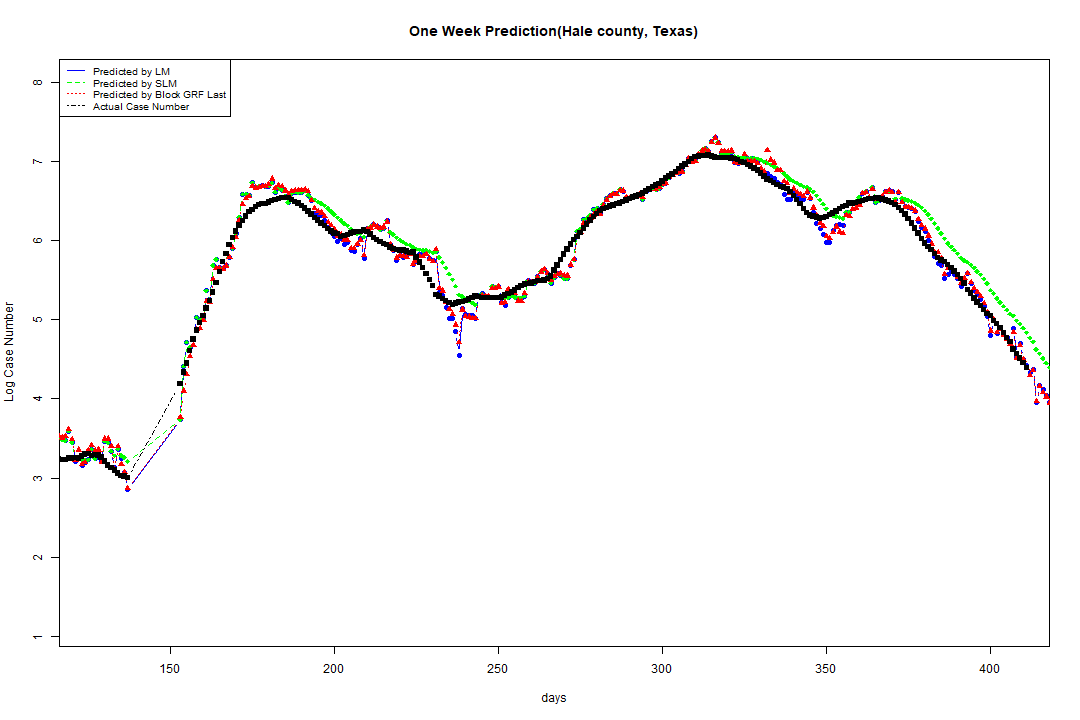 One Week Prediction(Hale county, Texas)
Predicted by LM
Predicted by SLM
Predicted by Block GRF Last
Actual Case Number
8
7
6
5
4
3
2
1
Log Case Number
150 200 250 300 350 400
days